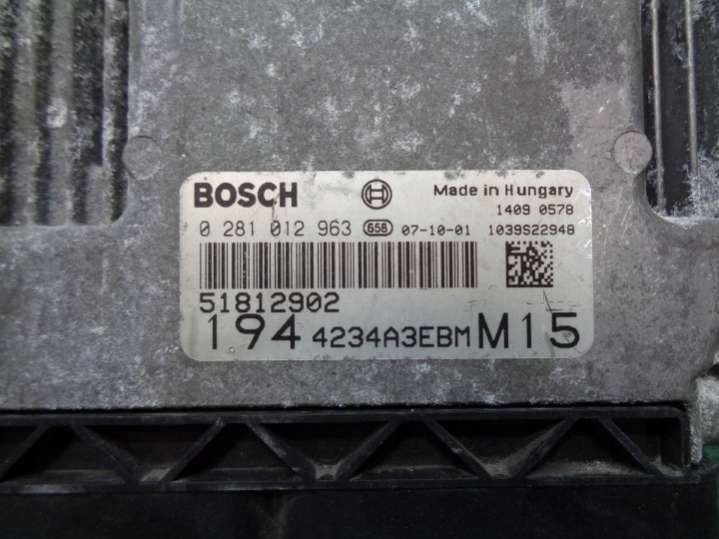 BOSCH Made in Hungary
1409 0578
0 281 012 963 658 07-10-01 1039S22948
51812902
194 4234A3EBM M15